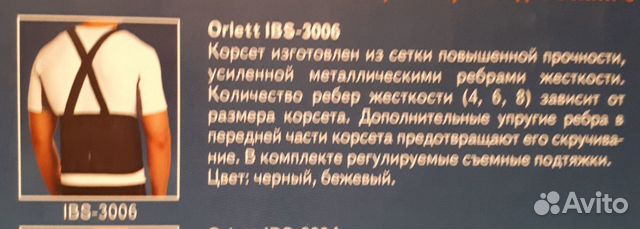 Orlett IBS-3006
Корсет изготовлен из сетки повышенной прочности,
усиленной металлическими ребрами жесткости.
Количество ребер жесткости (4, 6, 8) зависит от
размера корсета. Дополнительные упругие ребра в
передней части корсета предотвращают его скручива-
ние. В комплекте регулируемые съемные подтяжки.
Цвет: черный, бежевый.
IBS-3006
Avito